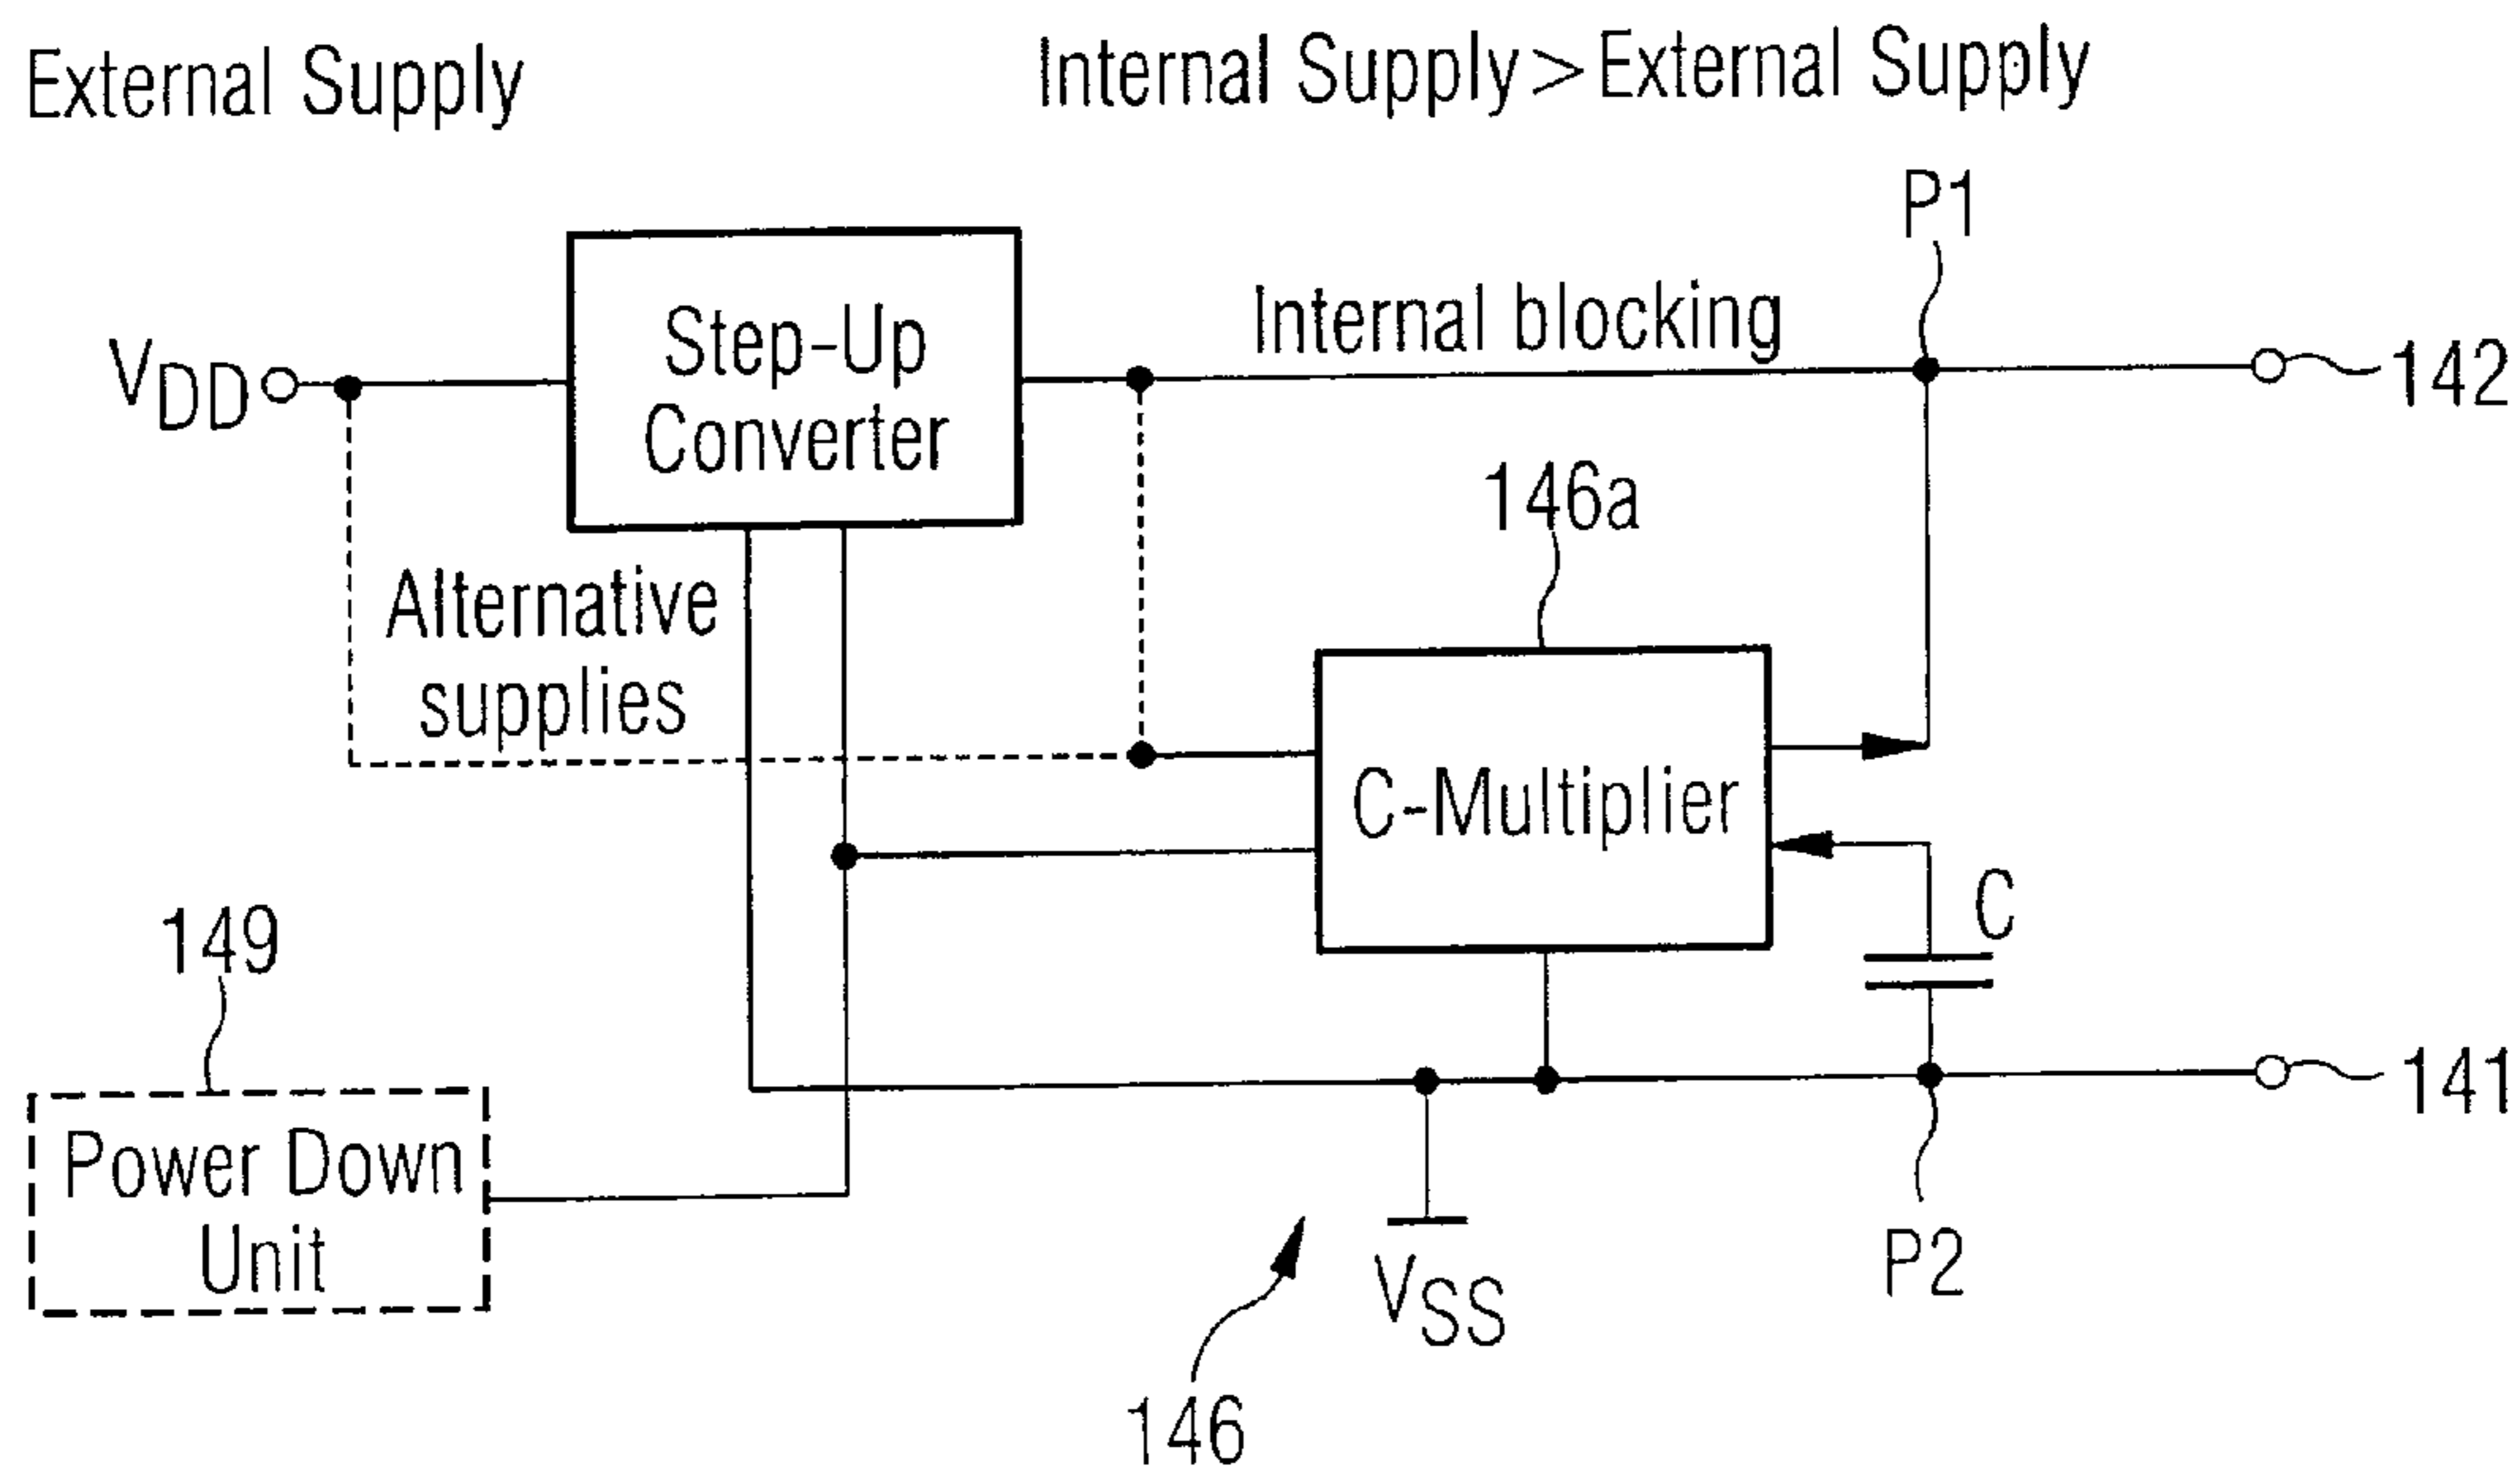 External Supply
Internal Supply > External Supply
P1
Step-Up
Converter
Internal blocking
VDD
142
146a
Alternative
supplies
C-Multiplier
C
149
141
Power Down
Unit
P2
VSS
146